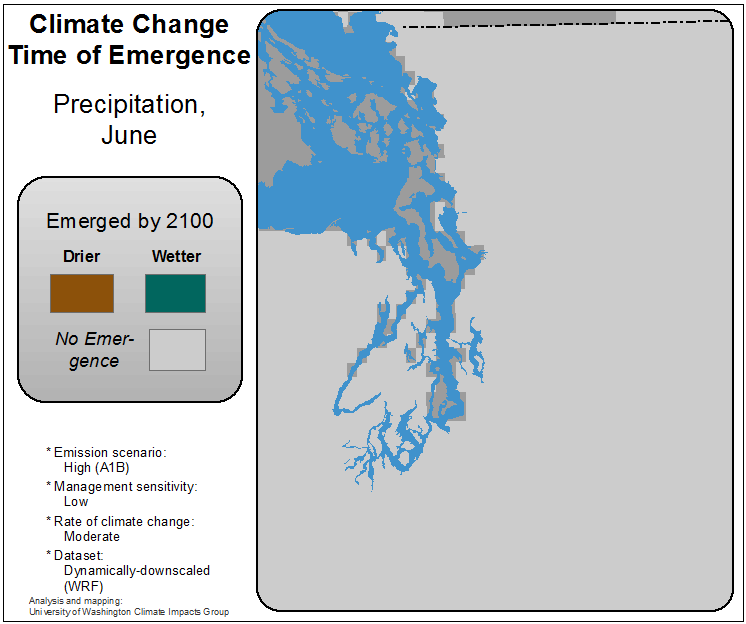 Climate Change
Time of Emergence
Precipitation,
June
Emerged by 2100
Drier Wetter
No Emer-
gence
* Emission scenario:
High (A1B)
* Management sensitivity:
Low
* Rate of climate change:
Moderate
* Dataset:
Dynamically-downscaled
(WRF)
Analysis and mapping:
University of Washington Climate Impacts Group